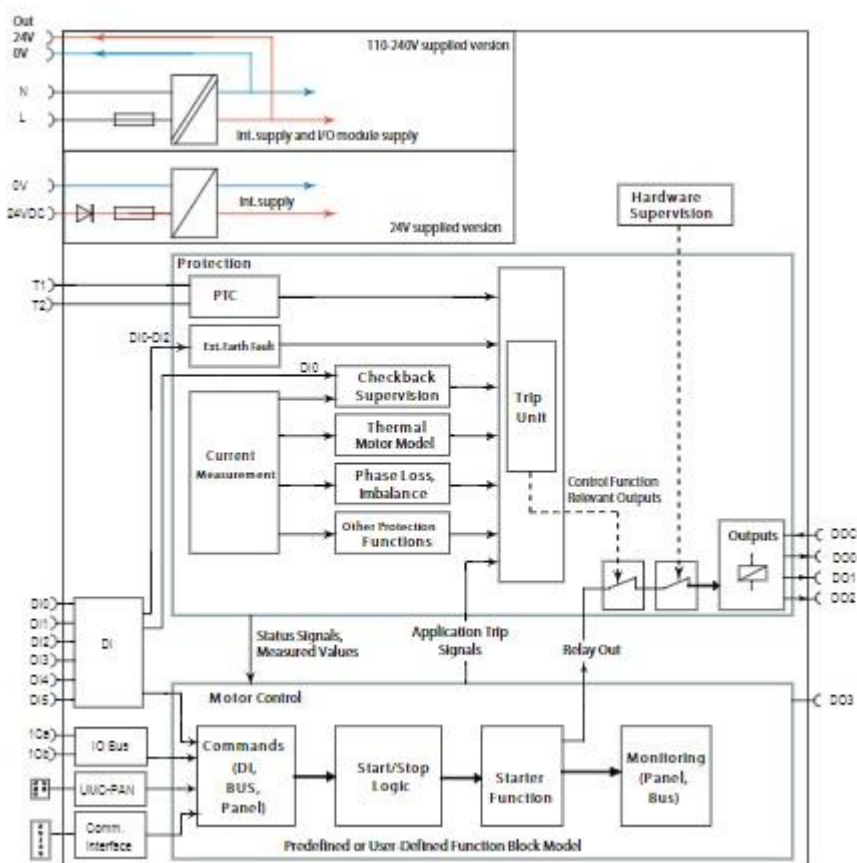 Out
24V
0V
110-240V supplied version
N
L
Int. supply and I/O module supply
0V
Int.supply
24VDC
24V supplied version
Hardware
Supervision
Protection
T1
T2
PTC
DI0-DI2
Ext. Earth Fault
DI0
Checkback
Supervision
Trip
Unit
Thermal
Motor Model
Current
Measurement
Phase Loss,
Imbalance
Control Function
Relevant Outputs
Other Protection
Functions
Outputs
DOC
DO0
DO1
DO2
DI0
DI1
DI2
DI3
DI4
DI5
DI
Status Signals,
Measured Values
Application Trip
Signals
Relay Out
Motor Control
DO3
IOa
IOb
IO Bus
UMC-PAN
Comm.
Interface
Commands
(DI,
BUS,
Panel)
Start/Stop
Logic
Starter
Function
Monitoring
(Panel,
Bus)
Predefined or User-Defined Function Block Model